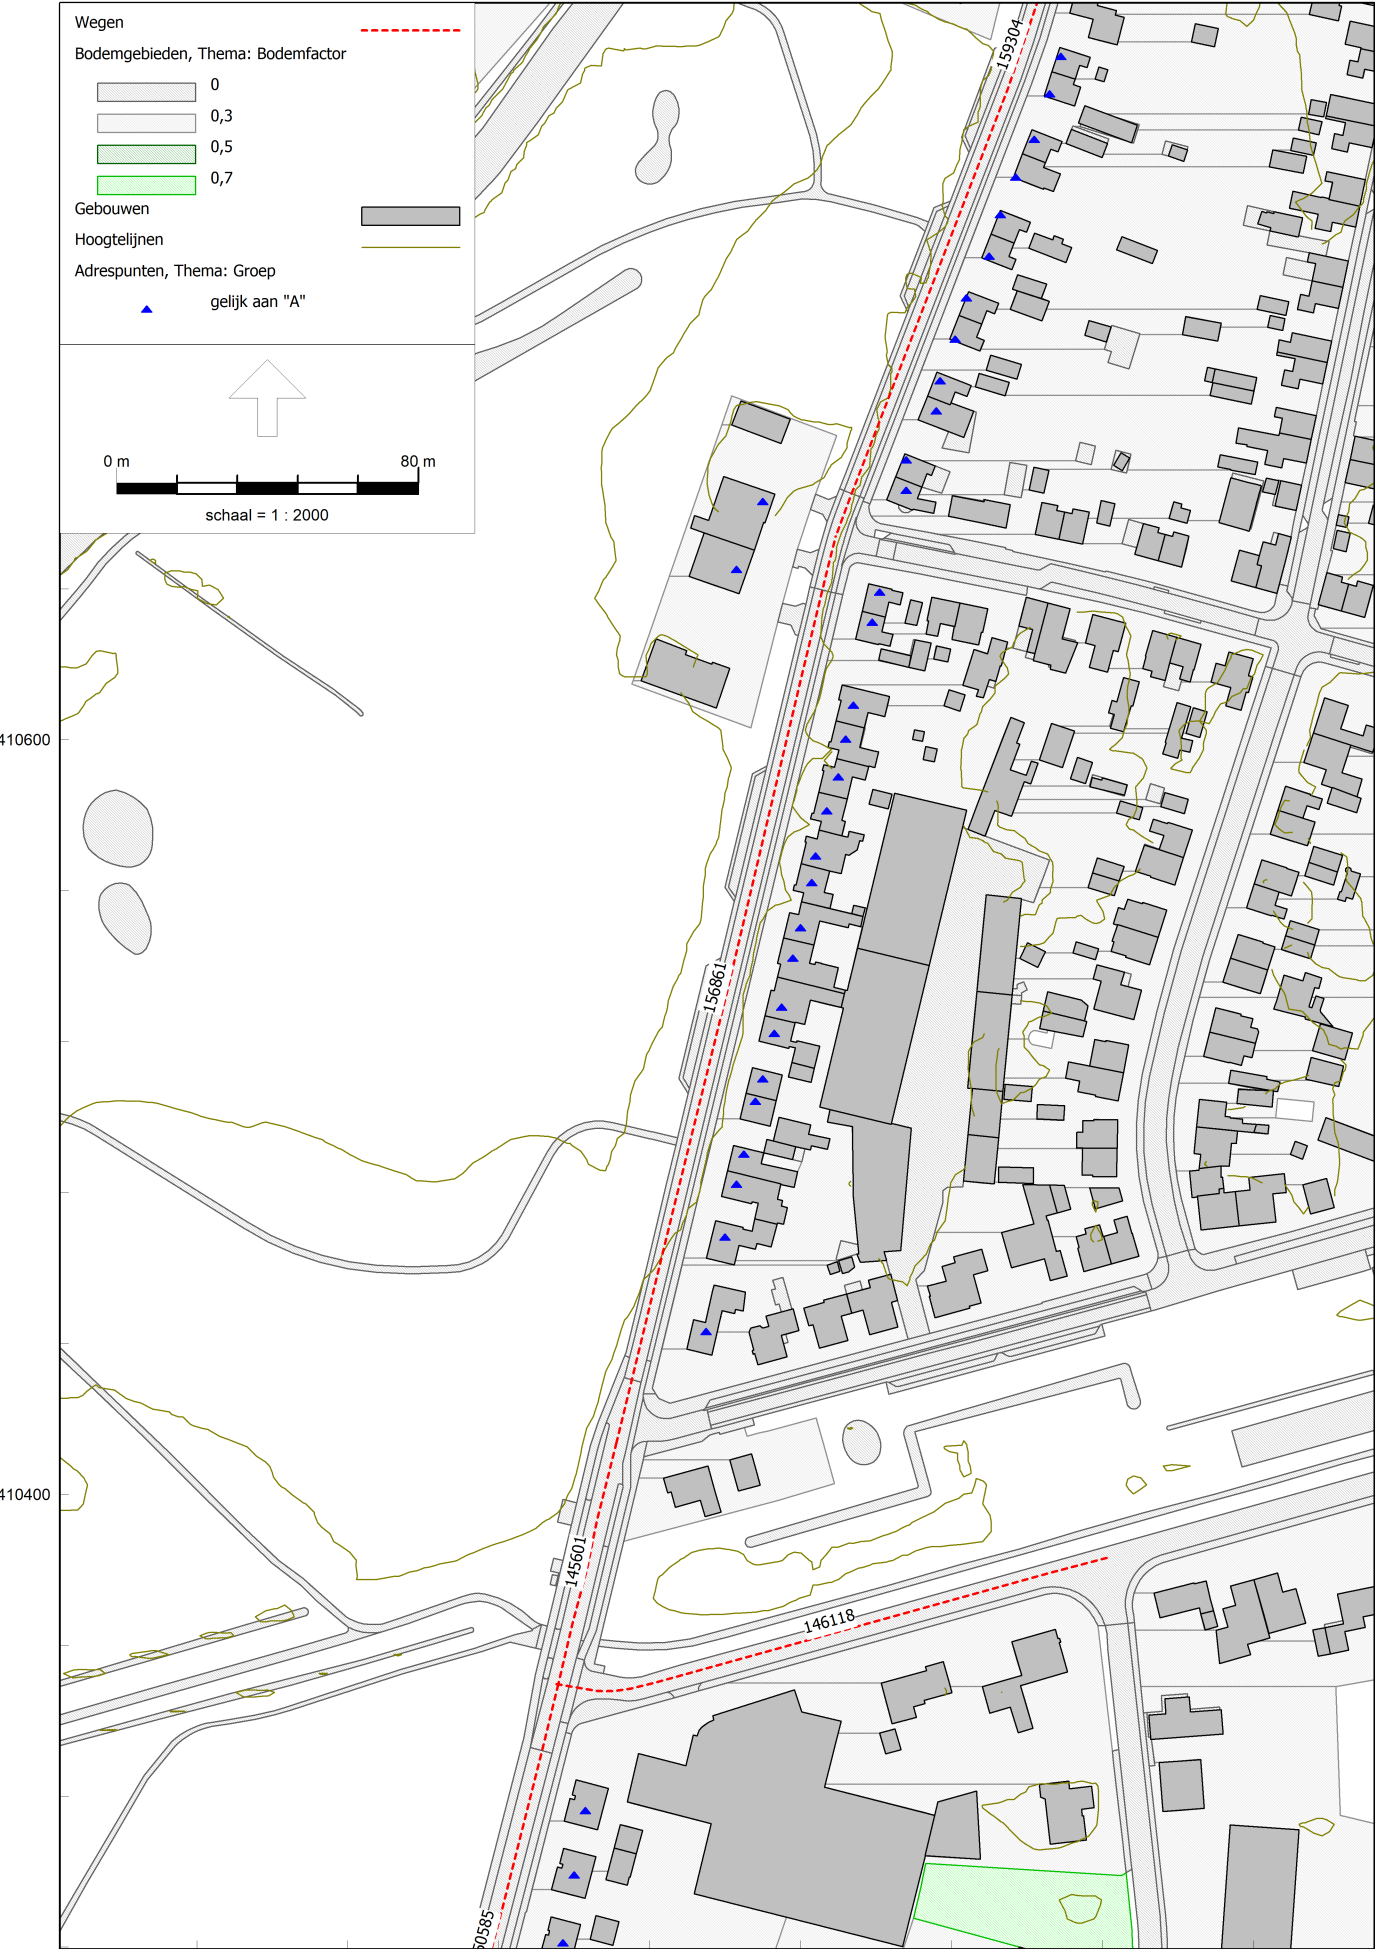 Wegen
Bodemgebieden, Thema: Bodemfactor
0
0,3
0,5
0,7
Gebouwen
Hoogtelijnen
Adrespunten, Thema: Groep
gelijk aan "A"
0 m 80 m
schaal = 1 : 2000
159304
410600
156861
410400
145601
146118
50585